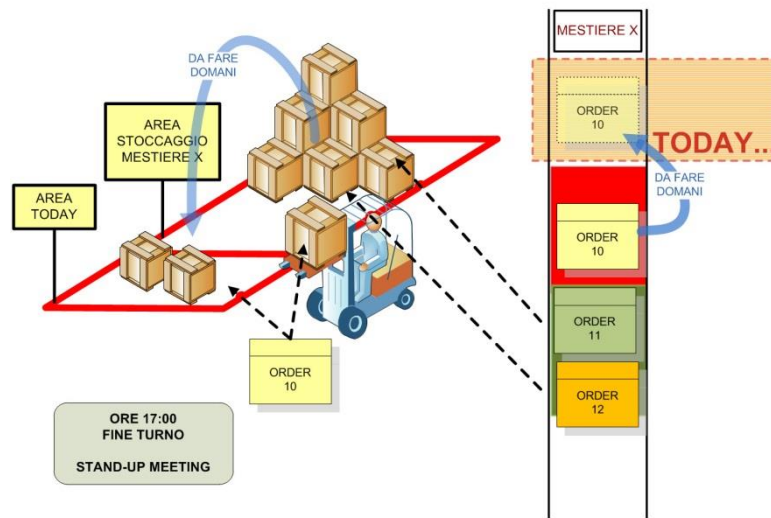 MESTIERE X
DA FARE
DOMANI
AREA
STOCCAGGIO
MESTIERE X
AREA
TODAY
ORDER
10
TODAY...
DA FARE
DOMANI
ORDER
10
ORDER
11
ORDER
12
ORDER
10
ORE 17:00
FINE TURNO
STAND-UP MEETING